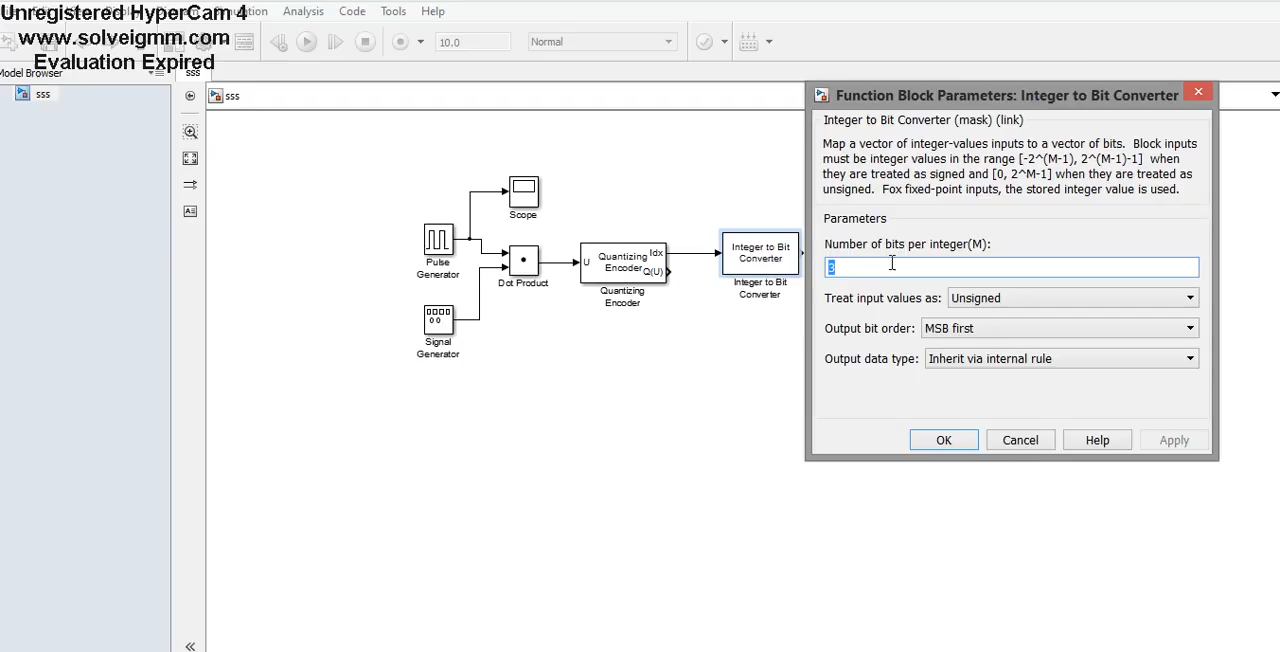 Unregistered HyperCam 4
www.solveigmm.com
Evaluation Expired
Analysis Code Tools Help
10.0 Normal
Model Browser
sss
sss
sss
Scope
Pulse
Generator
Dot Product
U
Quantizing
Encoder
Idx
Q(U)
Quantizing
Encoder
Integer to Bit
Converter
Integer to Bit
Converter
Signal
Generator
Function Block Parameters: Integer to Bit Converter
Integer to Bit Converter (mask) (link)
Map a vector of integer-values inputs to a vector of bits. Block inputs
must be integer values in the range [-2^(M-1), 2^(M-1)-1] when
they are treated as signed and [0, 2^M-1] when they are treated as
unsigned. Fox fixed-point inputs, the stored integer value is used.
Parameters
Number of bits per integer(M):
3
Treat input values as: Unsigned
Output bit order: MSB first
Output data type: Inherit via internal rule
OK Cancel Help Apply